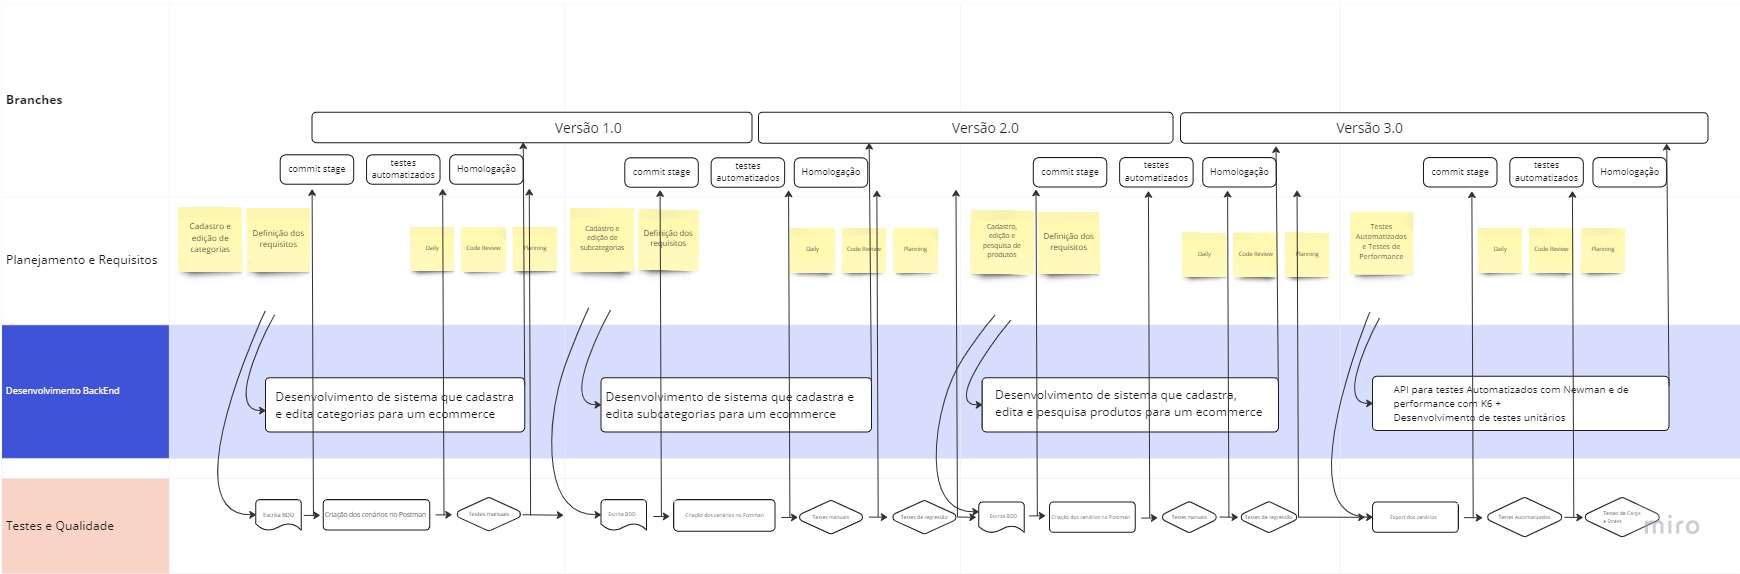 Branches
Versão 1.0
Versão 2.0
Versão 3.0
commit stage
testes
automatizados
Homologação
commit stage
testes
automatizados
Homologação
commit stage
testes
automatizados
Homologação
commit stage
testes
automatizados
Homologação
Planejamento e Requisitos
Cadastro e
edição de
categorias
Definição dos
requisitos
Daily
Code Review
Planning
Cadastro e
edição de
subcategorias
Definição dos
requisitos
Daily
Code Review
Planning
Cadastro,
edição e
pesquisa de
produtos
Definição dos
requisitos
Daily
Code Review
Planning
Testes
Automatizados
e Testes de
Performance
Daily
Code Review
Planning
Desenvolvimento BackEnd
Desenvolvimento de sistema que cadastra
e edita categorias para um ecommerce
Desenvolvimento de sistema que cadastra e
edita subcategorias para um ecommerce
Desenvolvimento de sistema que cadastra,
edita e pesquisa produtos para um ecommerce
API para testes Automatizados com Newman e de
performance com K6 +
Desenvolvimento de testes unitários
Testes e Qualidade
Escrita BDD
Criação dos cenários no Postman
Testes manuais
Escrita BDD
Criação dos cenários no Postman
Testes manuais
Testes de regressão
Escrita BDD
Criação dos cenários no Postman
Testes manuais
Testes de regressão
Export dos cenários
Testes Automatizados
Testes de Carga
e Stress
miro